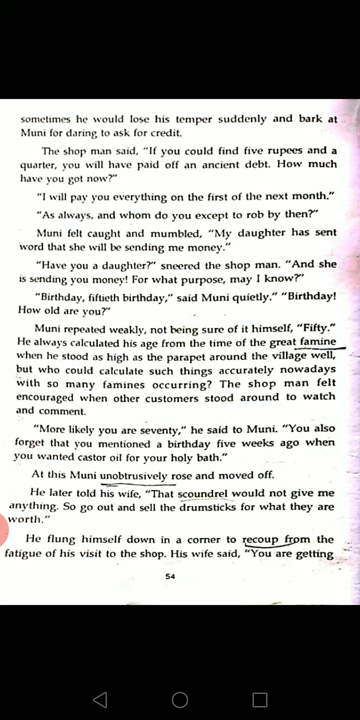 sometimes he would lose his temper suddenly and bark at
Muni for daring to ask for credit.
The shop man said, "If you could find five rupees and a
quarter, you will have paid off an ancient debt. How much
have you got now?"
"I will pay you everything on the first of the next month."
"As always, and whom do you except to rob by then?"
Muni felt caught and mumbled, "My daughter has sent
word that she will be sending me money."
"Have you a daughter?" sneered the shop man. "And she
is sending you money! For what purpose, may I know?"
"Birthday, fiftieth birthday," said Muni quietly." "Birthday!
How old are you?"
Muni repeated weakly, not being sure of it himself, "Fifty."
He always calculated his age from the time of the great famine
when he stood as high as the parapet around the village well,
but who could calculate such things accurately nowadays
with so many famines occurring? The shop man felt
encouraged when other customers stood around to watch
and comment.
"More likely you are seventy," he said to Muni. "You also
forget that you mentioned a birthday five weeks ago when
you wanted castor oil for your holy bath."
At this Muni unobtrusively rose and moved off.
He later told his wife, "That scoundrel would not give me
anything. So go out and sell the drumsticks for what they are
worth."
He flung himself down in a corner to recoup from the
fatigue of his visit to the shop. His wife said, "You are getting
54